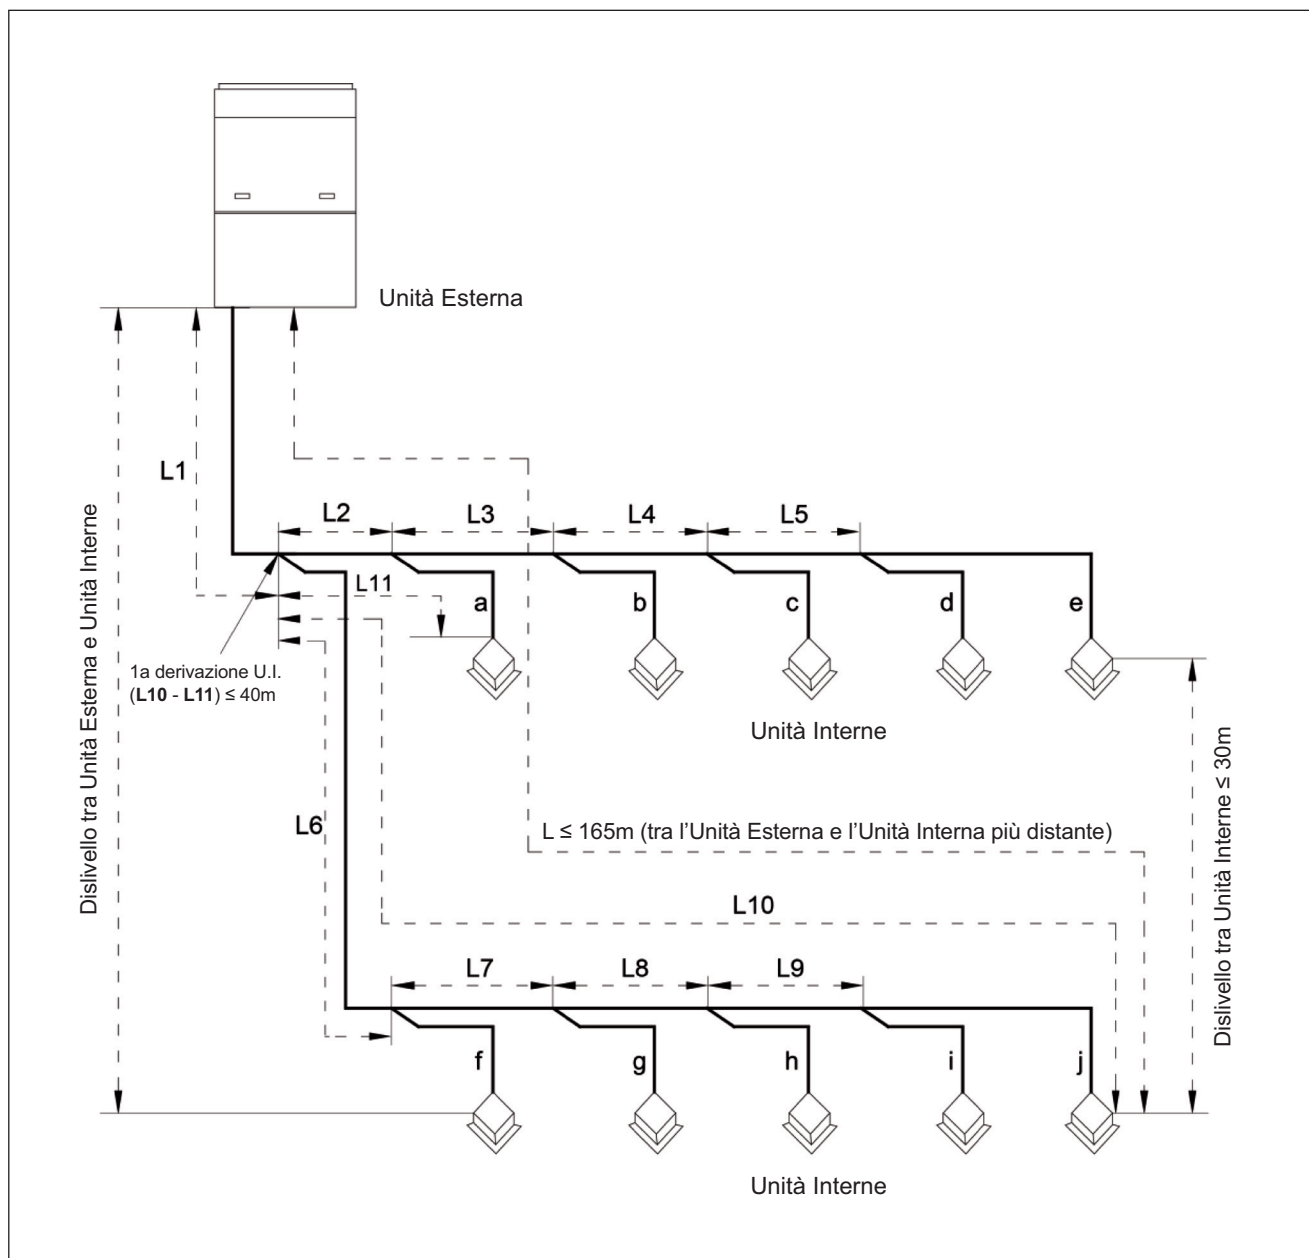 Unità Esterna
Dislivello tra Unità Esterna e Unità Interne
L1
L2
L3
L4
L5
L11
a
b
c
d
e
1a derivazione U.I.
(L10 - L11) ≤ 40m
Unità Interne
Dislivello tra Unità Interne ≤ 30m
L6
L ≤ 165m (tra l'Unità Esterna e l'Unità Interna più distante)
L10
L7
L8
L9
f
g
h
i
j
Unità Interne